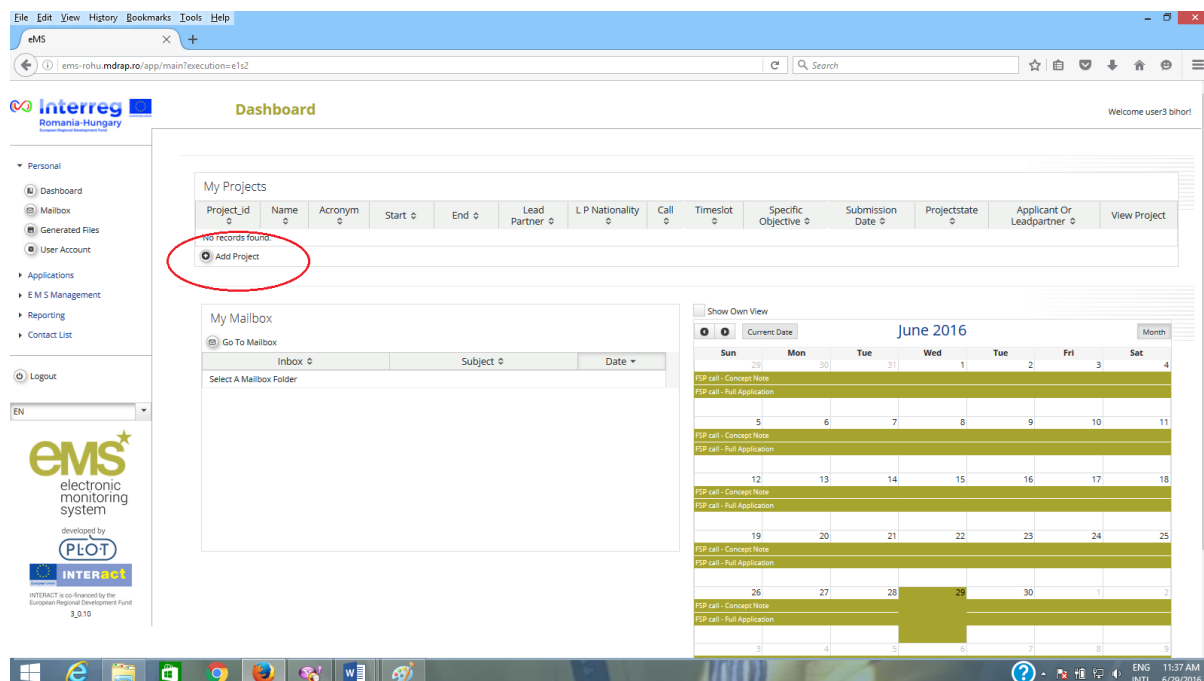 File Edit View History Bookmarks Tools Help
eMS
ems-rohu.mdrap.ro/app/main?execution=e1s2
Search
Interreg
Romania-Hungary
European Regional Development Fund
Dashboard
Welcome user3 bihor!
Personal
Dashboard
Mailbox
Generated Files
User Account
Applications
E M S Management
Reporting
Contact List
Logout
EN
eMS
electronic
monitoring
system
developed by
PLOT
INTERact
INTERACT is co-financed by the
European Regional Development Fund
3_0.10
My Projects
Project_id Name Acronym Start End Lead Partner L P Nationality Call Timeslot Specific Objective Submission Date Projectstate Applicant Or Leadpartner View Project
No records found.
Add Project
My Mailbox
Go To Mailbox
Inbox Subject Date
Select A Mailbox Folder
Show Own View
Current Date June 2016 Month
Sun Mon Tue Wed Tue Fri Sat
29 30 31 1 2 3 4
FSP call - Concept Note
FSP call - Full Application
5 6 7 8 9 10 11
FSP call - Concept Note
FSP call - Full Application
12 13 14 15 16 17 18
FSP call - Concept Note
FSP call - Full Application
19 20 21 22 23 24 25
FSP call - Concept Note
FSP call - Full Application
26 27 28 29 30 1 2
FSP call - Concept Note
FSP call - Full Application
3 4 5 6 7 8 9
ENG 11:37 AM
INTL 6/29/2016